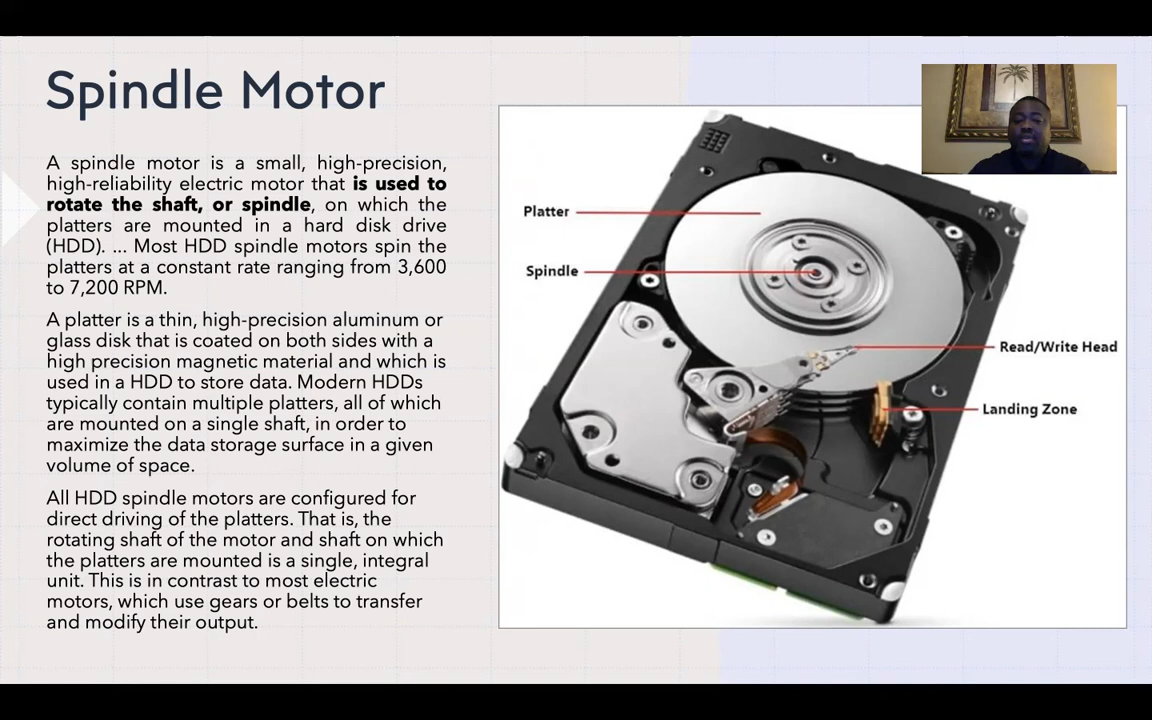 Spindle Motor
A spindle motor is a small, high-precision,
high-reliability electric motor that is used to
rotate the shaft, or spindle, on which the
platters are mounted in a hard disk drive
(HDD). ... Most HDD spindle motors spin the
platters at a constant rate ranging from 3,600
to 7,200 RPM.
A platter is a thin, high-precision aluminum or
glass disk that is coated on both sides with a
high precision magnetic material and which is
used in a HDD to store data. Modern HDDs
typically contain multiple platters, all of which
are mounted on a single shaft, in order to
maximize the data storage surface in a given
volume of space.
All HDD spindle motors are configured for
direct driving of the platters. That is, the
rotating shaft of the motor and shaft on which
the platters are mounted is a single, integral
unit. This is in contrast to most electric
motors, which use gears or belts to transfer
and modify their output.
Platter
Spindle
Read/Write Head
Landing Zone